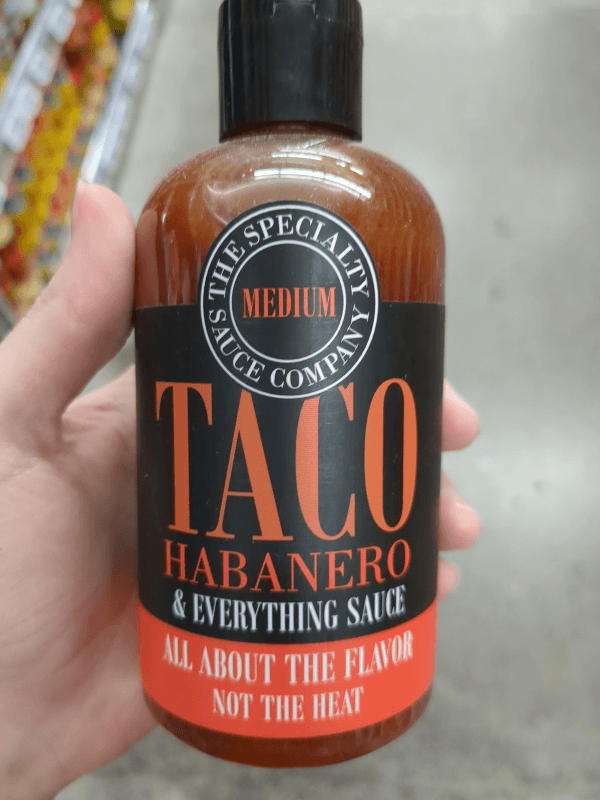 THE SPECIALTY
SAUCE COMPANY
MEDIUM
TACO
HABANERO
& EVERYTHING SAUCE
ALL ABOUT THE FLAVOR
NOT THE HEAT